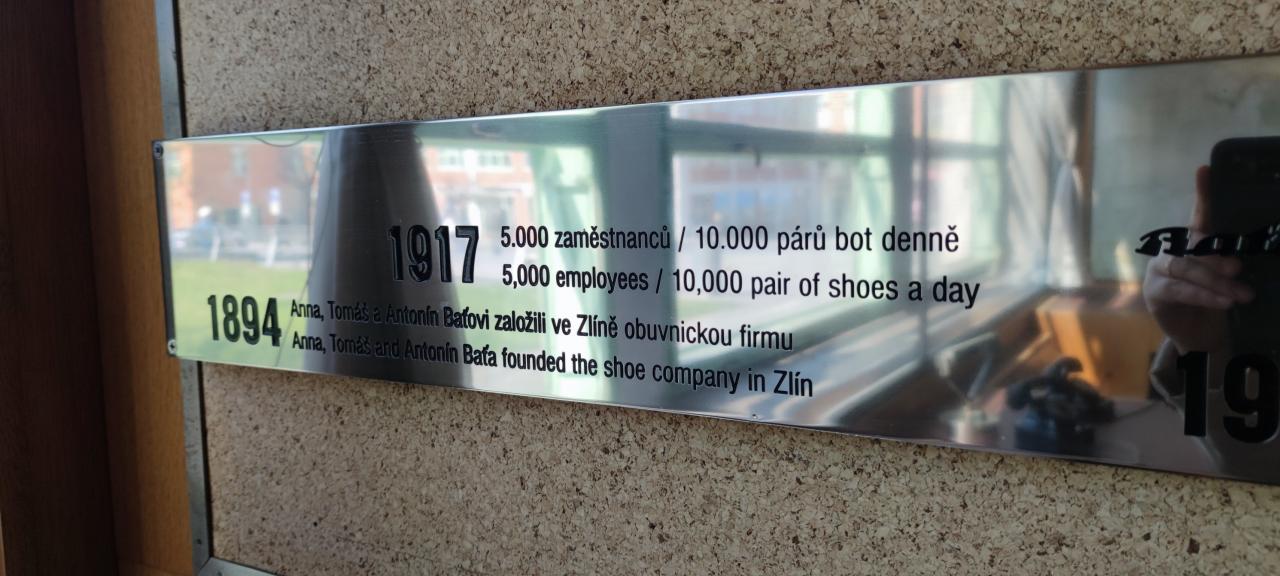 1917 5.000 zaměstnanců / 10.000 párů bot denně
5,000 employees / 10,000 pair of shoes a day
1894 Anna, Tomáš a Antonín Baťovi založili ve Zlíně obuvnickou firmu
Anna, Tomáš and Antonín Baťa founded the shoe company in Zlín